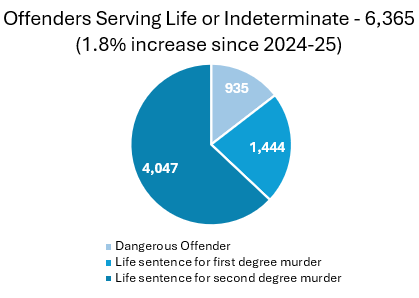 Offenders Serving Life or Indeterminate - 6,365
(1.8% increase since 2024-25)
935
1,444
4,047
Dangerous Offender
Life sentence for first degree murder
Life sentence for second degree murder